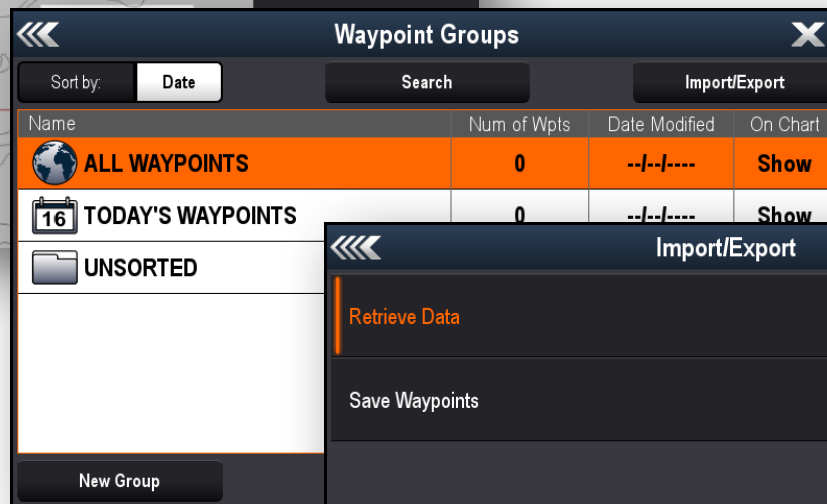 Waypoint Groups
Sort by: Date Search Import/Export
Name Num of Wpts Date Modified On Chart
ALL WAYPOINTS 0 --/--/---- Show
16 TODAY'S WAYPOINTS 0 --/--/---- Show
UNSORTED
Import/Export
Retrieve Data
Save Waypoints
New Group